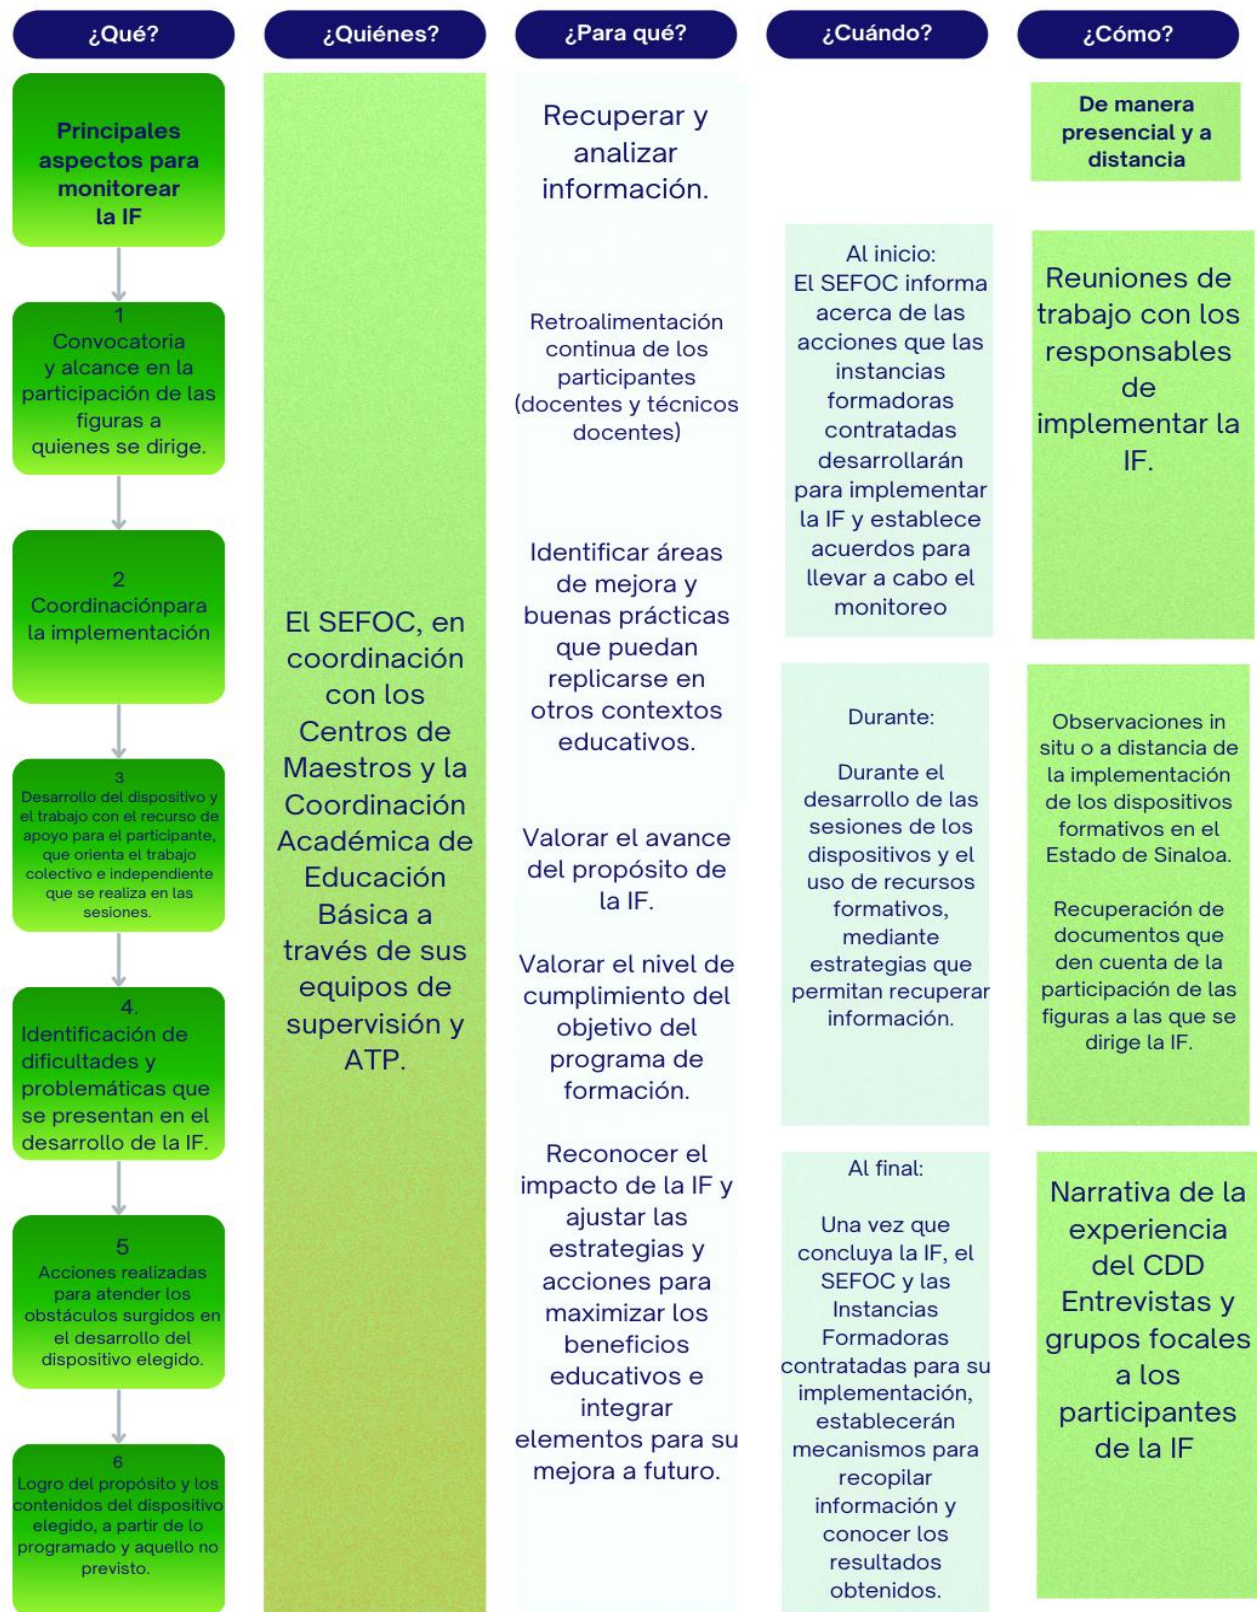 ¿Qué?
¿Quiénes?
¿Para qué?
¿Cuándo?
¿Cómo?
Principales
aspectos para
monitorear
la IF
1
Convocatoria
y alcance en la
participación de las
figuras a
quienes se dirige.
2
Coordinaciónpara
la implementación
3
Desarrollo del dispositivo y
el trabajo con el recurso de
apoyo para el participante,
que orienta el trabajo
colectivo e independiente
que se realiza en las
sesiones.
4.
Identificación de
dificultades y
problemáticas que
se presentan en el
desarrollo de la IF.
5
Acciones realizadas
para atender los
obstáculos surgidos en
el desarrollo del
dispositivo elegido.
6
Logro del propósito y los
contenidos del dispositivo
elegido, a partir de lo
programado y aquello no
previsto.
El SEFOC, en
coordinación
con los
Centros de
Maestros y la
Coordinación
Académica de
Educación
Básica a
través de sus
equipos de
supervisión y
ATP.
Recuperar y
analizar
información.
Retroalimentación
continua de los
participantes
(docentes y técnicos
docentes)
Identificar áreas
de mejora y
buenas prácticas
que puedan
replicarse en
otros contextos
educativos.
Valorar el avance
del propósito de
la IF.
Valorar el nivel de
cumplimiento del
objetivo del
programa de
formación.
Reconocer el
impacto de la IF y
ajustar las
estrategias y
acciones para
maximizar los
beneficios
educativos e
integrar
elementos para su
mejora a futuro.
Al inicio:
El SEFOC informa
acerca de las
acciones que las
instancias
formadoras
contratadas
desarrollarán
para implementar
la IF y establece
acuerdos para
llevar a cabo el
monitoreo
Durante:
Durante el
desarrollo de las
sesiones de los
dispositivos y el
uso de recursos
formativos,
mediante
estrategias que
permitan recuperar
información.
Al final:
Una vez que
concluya la IF, el
SEFOC y las
Instancias
Formadoras
contratadas para su
implementación,
establecerán
mecanismos para
recopilar
información y
conocer los
resultados
obtenidos.
De manera
presencial y a
distancia
Reuniones de
trabajo con los
responsables
de
implementar la
IF.
Observaciones in
situ o a distancia de
la implementación
de los dispositivos
formativos en el
Estado de Sinaloa.
Recuperación de
documentos que
den cuenta de la
participación de las
figuras a las que se
dirige la IF.
Narrativa de la
experiencia
del CDD
Entrevistas y
grupos focales
a los
participantes
de la IF